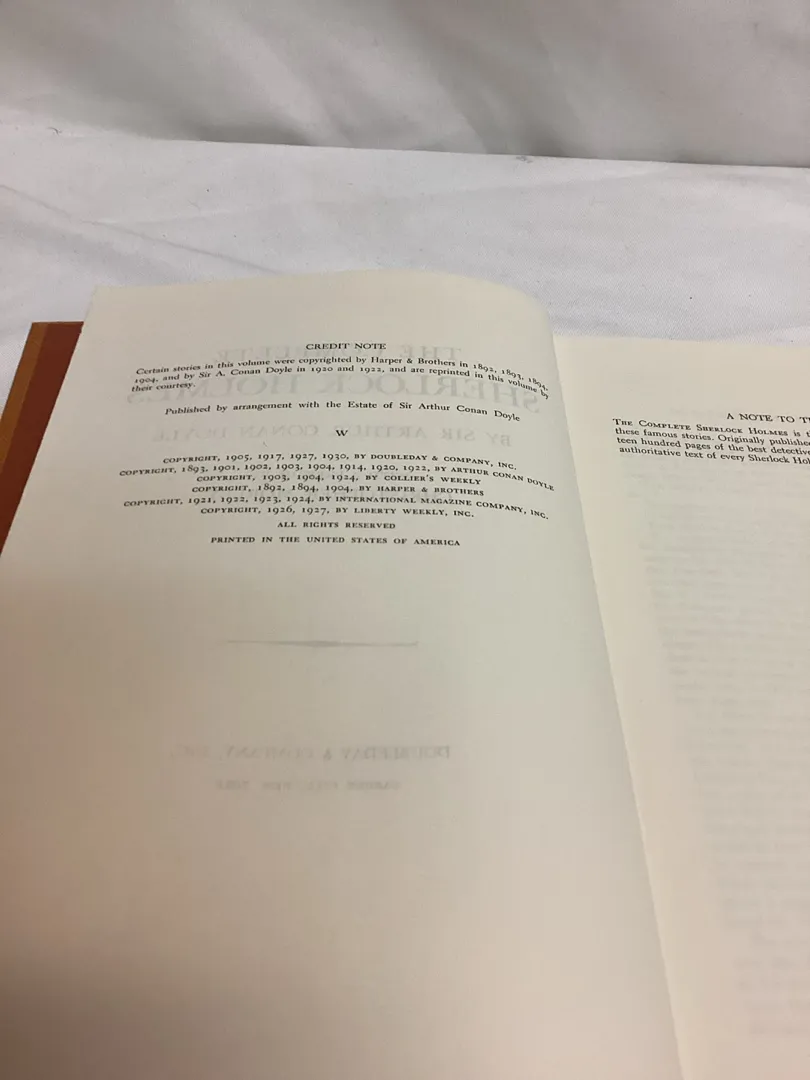 CREDIT NOTE
Certain stories in this volume were copyrighted by Harper & Brothers in 1892, 1893, 1894,
1904, and by Sir A. Conan Doyle in 1920 and 1922, and are reprinted in this volume by
their courtesy.
Published by arrangement with the Estate of Sir Arthur Conan Doyle
W
COPYRIGHT, 1905, 1917, 1927, 1930, BY DOUBLEDAY & COMPANY, INC.
COPYRIGHT, 1893, 1901, 1902, 1903, 1904, 1914, 1920, 1922, BY ARTHUR CONAN DOYLE
COPYRIGHT, 1903, 1904, 1924, BY COLLIER'S WEEKLY
COPYRIGHT, 1892, 1894, 1904, BY HARPER & BROTHERS
COPYRIGHT, 1921, 1922, 1923, 1924, BY INTERNATIONAL MAGAZINE COMPANY, INC.
COPYRIGHT, 1926, 1927, BY LIBERTY WEEKLY, INC.
ALL RIGHTS RESERVED
PRINTED IN THE UNITED STATES OF AMERICA
A NOTE TO
THE COMPLETE SHERLOCK HOLMES is
these famous stories. Originally published
teen hundred pages of the best detective
authoritative text of every Sherlock